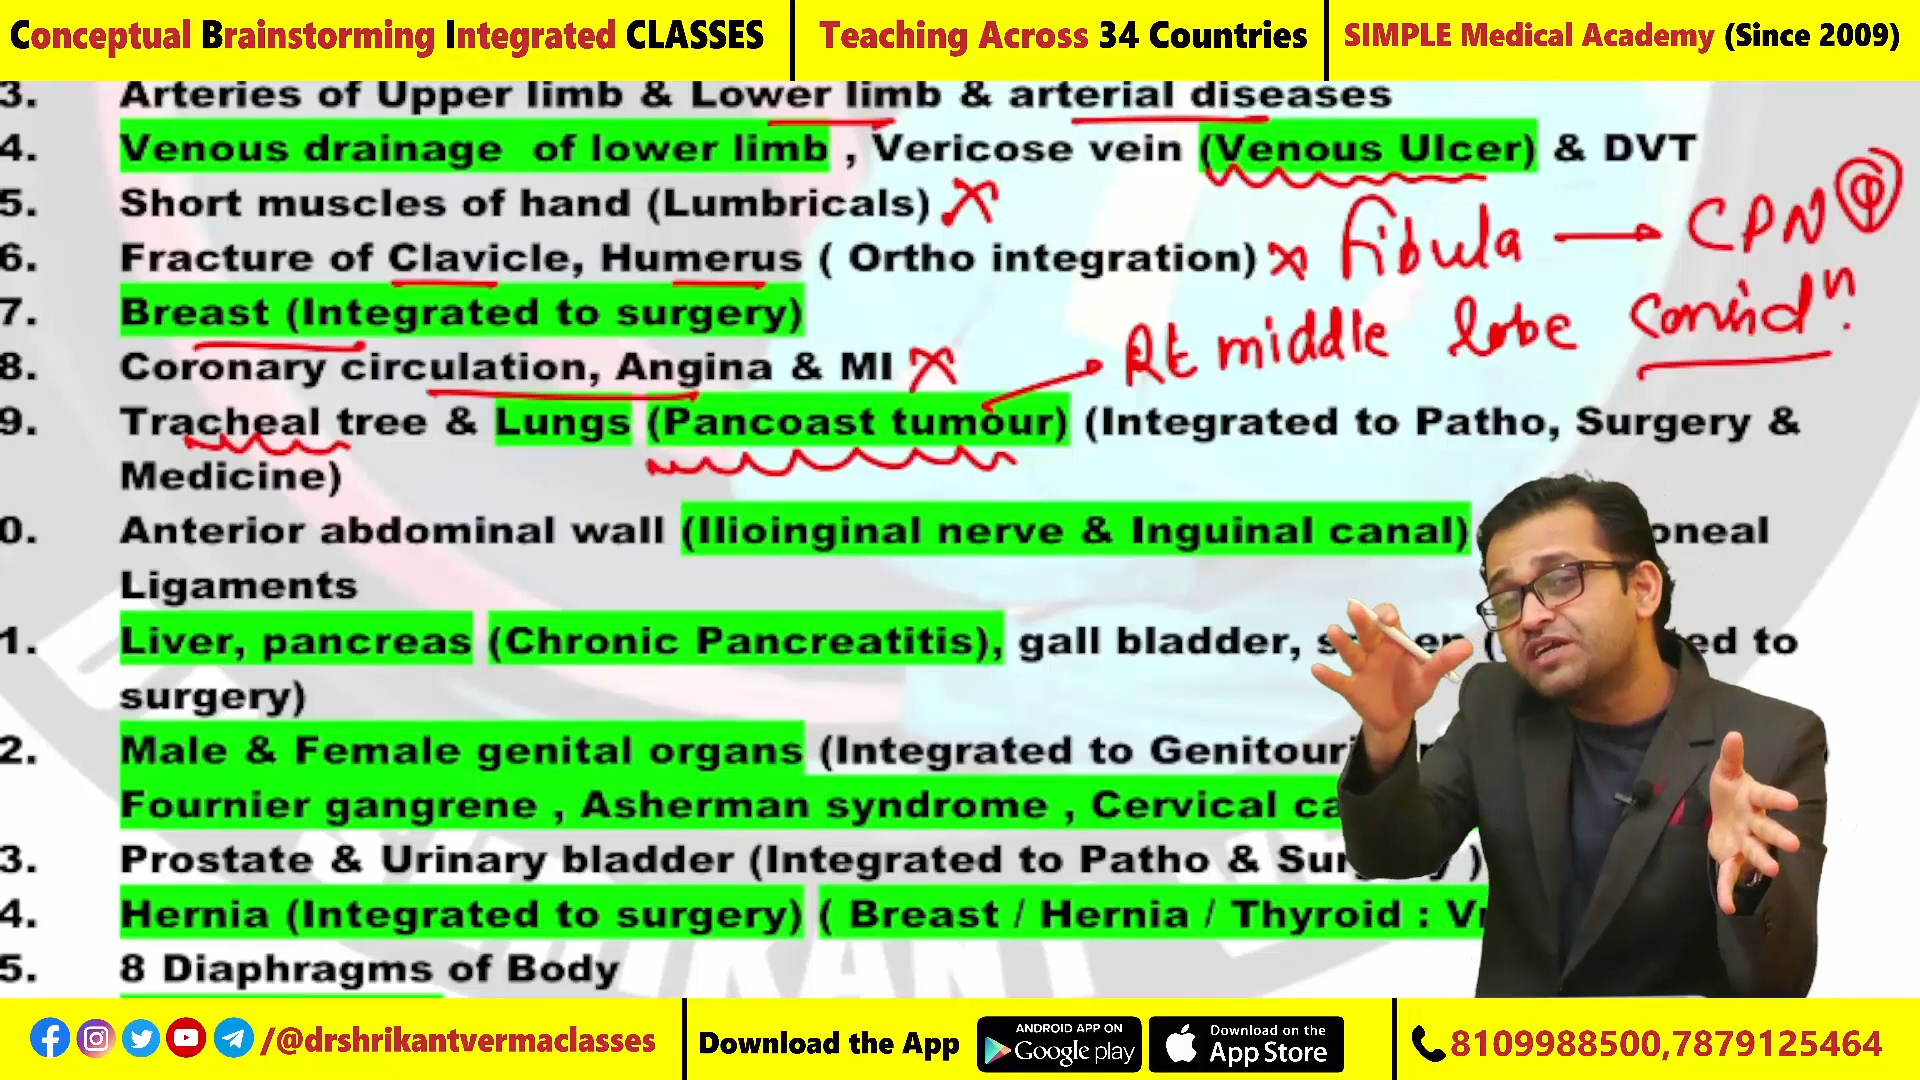 Conceptual Brainstorming Integrated CLASSES
Teaching Across 34 Countries
SIMPLE Medical Academy (Since 2009)
3. Arteries of Upper limb & Lower limb & arterial diseases
4. Venous drainage of lower limb , Vericose vein (Venous Ulcer) & DVT
5. Short muscles of hand (Lumbricals)
6. Fracture of Clavicle, Humerus ( Ortho integration) x fibula → CPN
7. Breast (Integrated to surgery)
Rt middle lobe
8. Coronary circulation, Angina & MI
9. Tracheal tree & Lungs (Pancoast tumour) (Integrated to Patho, Surgery &
Medicine)
0. Anterior abdominal wall (Ilioinginal nerve & Inguinal canal)
Ligaments
1. Liver, pancreas (Chronic Pancreatitis), gall bladder, to
surgery)
2. Male & Female genital organs (Integrated to
Fournier gangrene , Asherman syndrome , Cervical
3. Prostate & Urinary bladder (Integrated to Patho &
4. Hernia (Integrated to surgery) ( Breast / Hernia / Thyroid :
5. 8 Diaphragms of Body
/@drshrikantvermaclasses
Download the App
ANDROID APP ON
Google play
Download on the
App Store
8109988500,7879125464